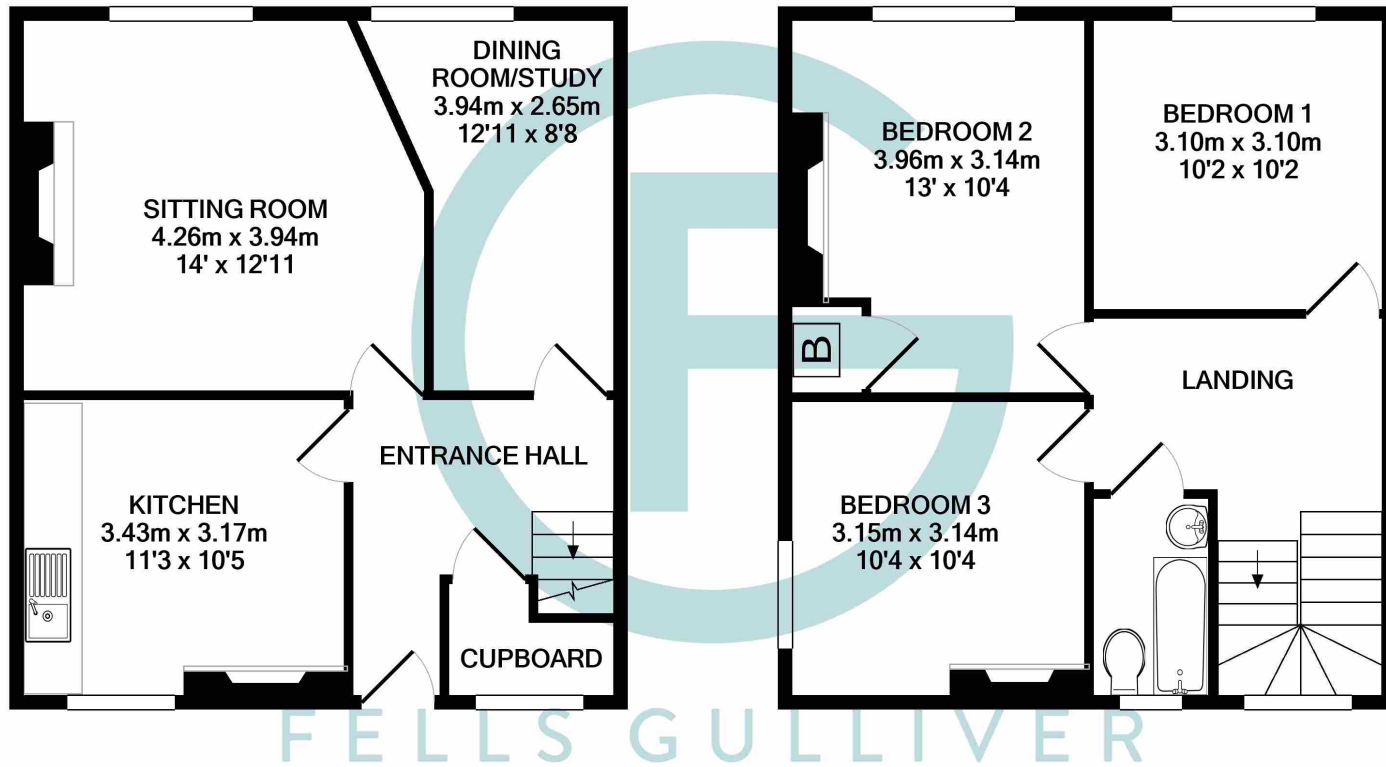 DINING
ROOM/STUDY
3.94m x 2.65m
12'11 x 8'8
SITTING ROOM
4.26m x 3.94m
14' x 12'11
ENTRANCE HALL
KITCHEN
3.43m x 3.17m
11'3 x 10'5
CUPBOARD
BEDROOM 2
3.96m x 3.14m
13' x 10'4
BEDROOM 1
3.10m x 3.10m
10'2 x 10'2
B
LANDING
BEDROOM 3
3.15m x 3.14m
10'4 x 10'4
FELLS GULLIVER